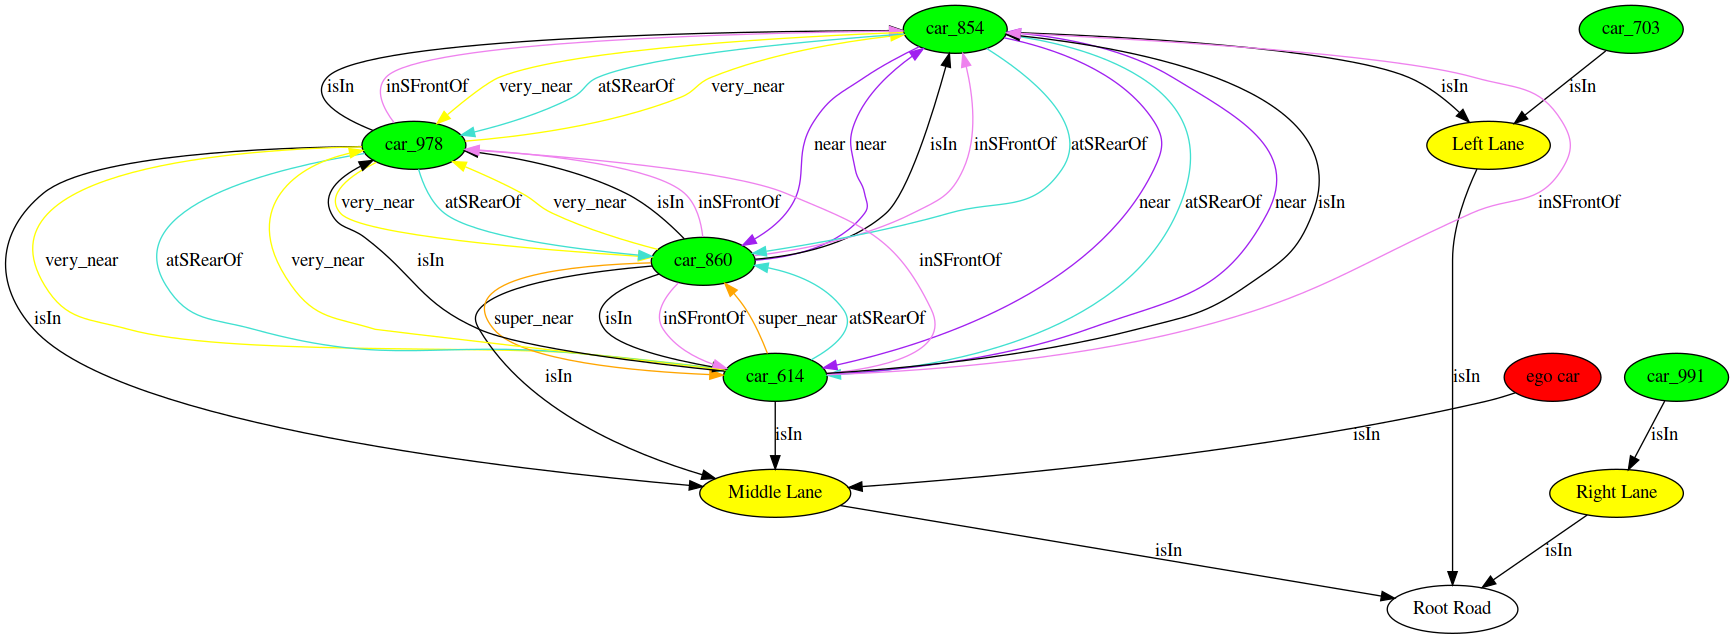 car_854
car_703
isIn
inSFrontOf
very_near
atSRearOf
very_near
isIn
isIn
car_978
near
near
isIn
inSFrontOf
atSRearOf
Left Lane
very_near
atSRearOf
very_near
isIn
inSFrontOf
near
atSRearOf
near
isIn
inSFrontOf
very_near
atSRearOf
very_near
isIn
car_860
inSFrontOf
isIn
super_near
isIn
inSFrontOf
super_near
atSRearOf
isIn
car_614
isIn
ego car
car_991
isIn
isIn
isIn
Middle Lane
Right Lane
isIn
isIn
Root Road